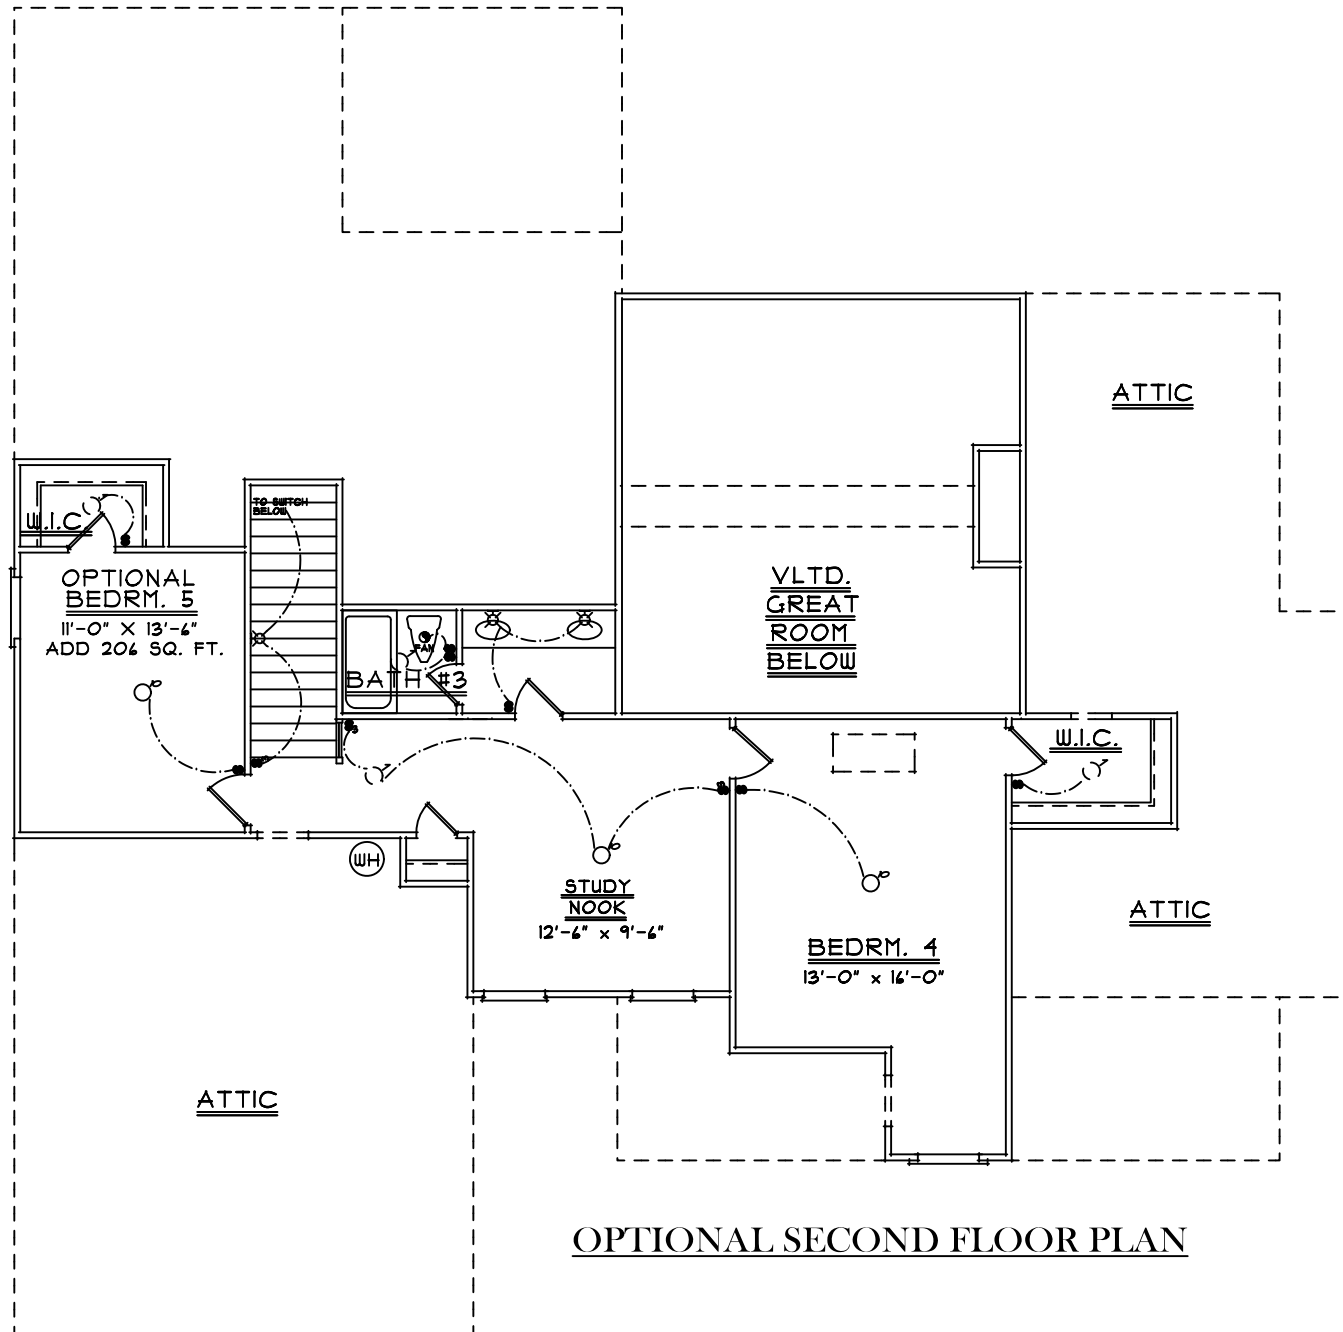 ATTIC
TO SWITCH
BELOW
W.I.C.
OPTIONAL
BEDRM. 5
11'-0" X 13'-6"
ADD 206 SQ. FT.
VLTD.
GREAT
ROOM
BELOW
FAN
BATH #3
3
W.I.C.
WH
STUDY
NOOK
12'-6" x 9'-6"
ATTIC
BEDRM. 4
13'-0" x 16'-0"
ATTIC
OPTIONAL SECOND FLOOR PLAN